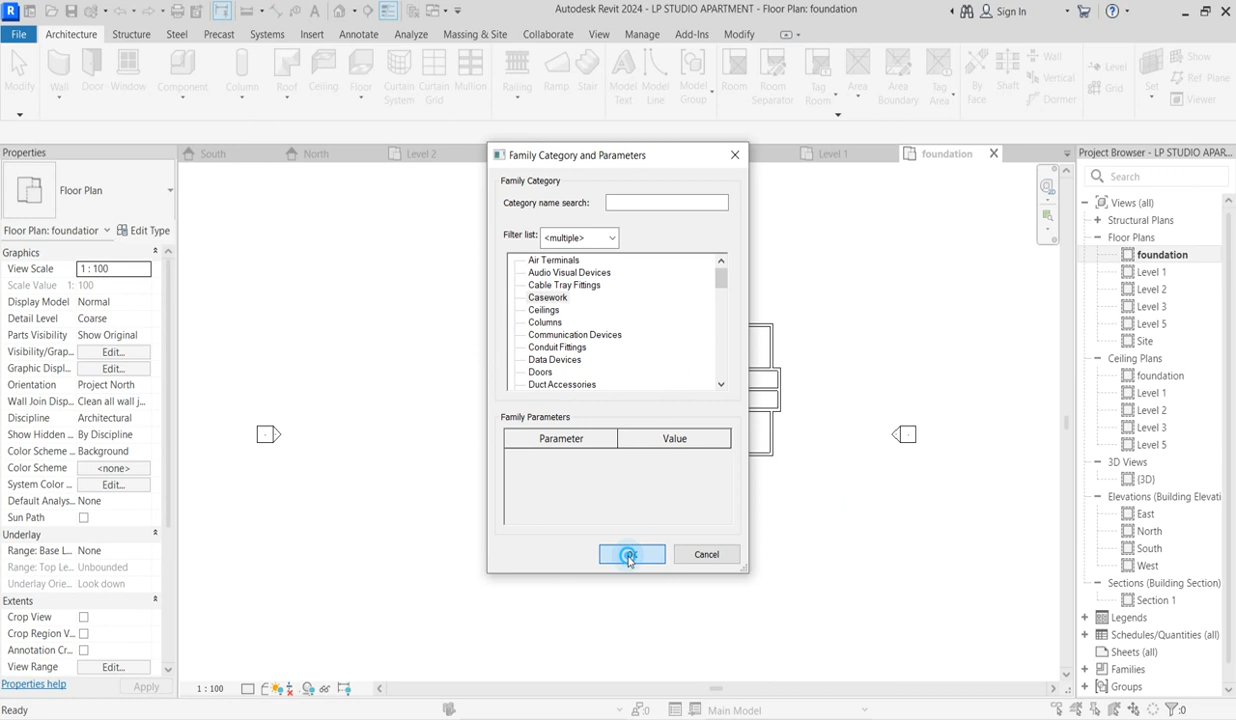 Autodesk Revit 2024 - LP STUDIO APARTMENT - Floor Plan: foundation
Sign In
File Architecture Structure Steel Precast Systems Insert Annotate Analyze Massing & Site Collaborate View Manage Add-Ins Modify
Modify Wall Door Window Component Column Roof Ceiling Floor Curtain System Curtain Grid Mullion Railing Ramp Stair Model Text Model Line Model Group Room Room Separator Tag Room Area Area Boundary Tag Area By Face Shaft Wall Vertical Dormer Level Grid Set Show Ref Plane Viewer
Properties
South North Level 2 Level 1 foundation
Floor Plan
Floor Plan: foundation Edit Type
Graphics
View Scale 1 : 100
Scale Value 1: 100
Display Model Normal
Detail Level Coarse
Parts Visibility Show Original
Visibility/Grap... Edit...
Graphic Displ... Edit...
Orientation Project North
Wall Join Disp... Clean all wall j...
Discipline Architectural
Show Hidden ... By Discipline
Color Scheme ... Background
Color Scheme <none>
System Color ... Edit...
Default Analys... None
Sun Path
Underlay
Range: Base L... None
Range: Top Le... Unbounded
Underlay Orie... Look down
Extents
Crop View
Crop Region V...
Annotation Cr...
View Range Edit...
Properties help Apply
Family Category and Parameters
Family Category
Category name search:
Filter list: <multiple>
Air Terminals
Audio Visual Devices
Cable Tray Fittings
Casework
Ceilings
Columns
Communication Devices
Conduit Fittings
Data Devices
Doors
Duct Accessories
Family Parameters
Parameter Value
Cancel
Project Browser - LP STUDIO APAR...
Search
Views (all)
Structural Plans
Floor Plans
foundation
Level 1
Level 2
Level 3
Level 5
Site
Ceiling Plans
foundation
Level 1
Level 2
Level 3
Level 5
3D Views
{3D}
Elevations (Building Elevati
East
North
South
West
Sections (Building Section)
Section 1
Legends
Schedules/Quantities (all)
Sheets (all)
Families
Groups
1 : 100
Ready
:0 Main Model :0